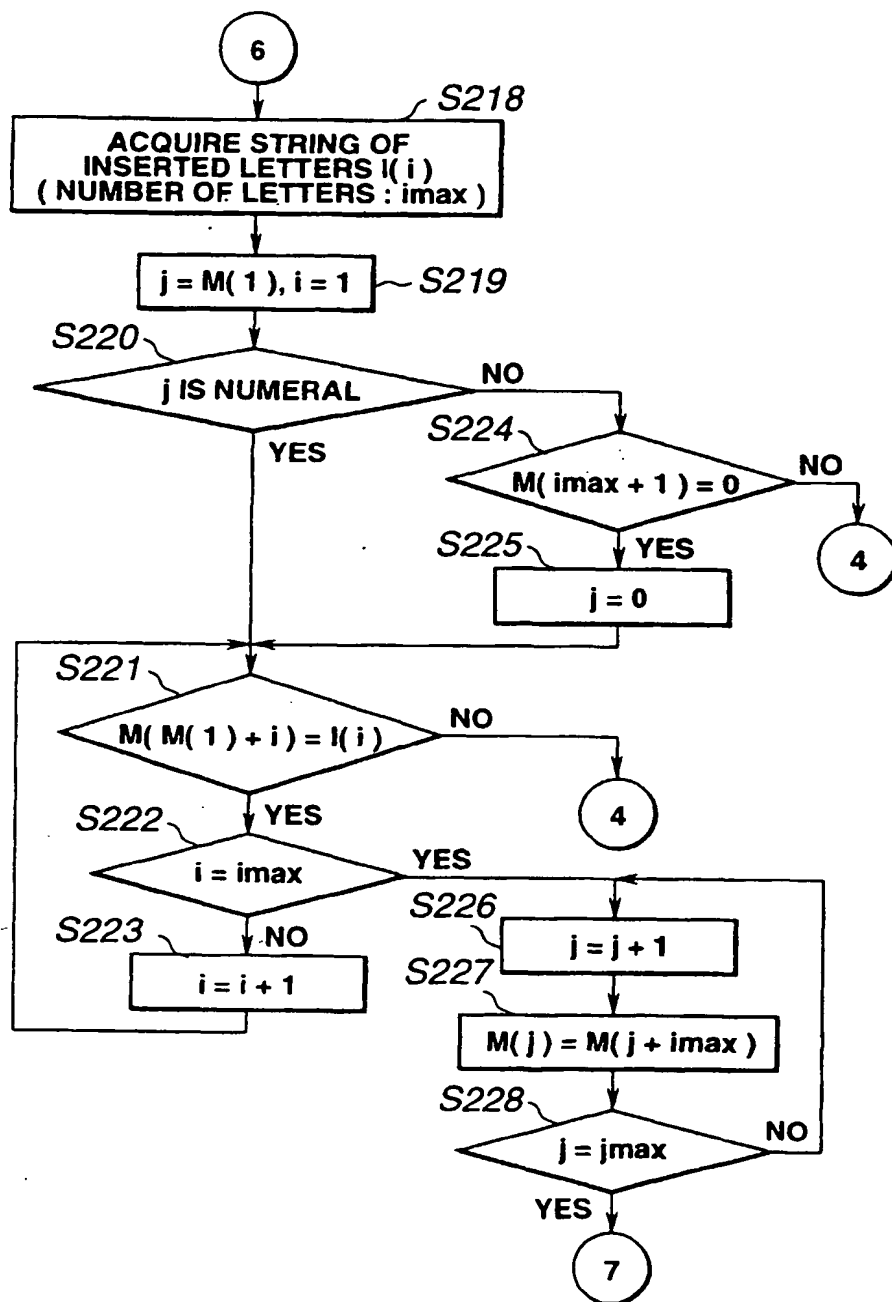 6
S218
ACQUIRE STRING OF
INSERTED LETTERS I( i )
( NUMBER OF LETTERS : imax )
j = M( 1 ), i = 1
S219
S220
j IS NUMERAL
NO
YES
S224
M( imax + 1 ) = 0
NO
4
YES
S225
j = 0
S221
M( M( 1 ) + i ) = I( i )
NO
4
YES
S222
i = imax
YES
NO
S223
i = i + 1
S226
j = j + 1
S227
M( j ) = M( j + imax )
S228
j = jmax
NO
YES
7